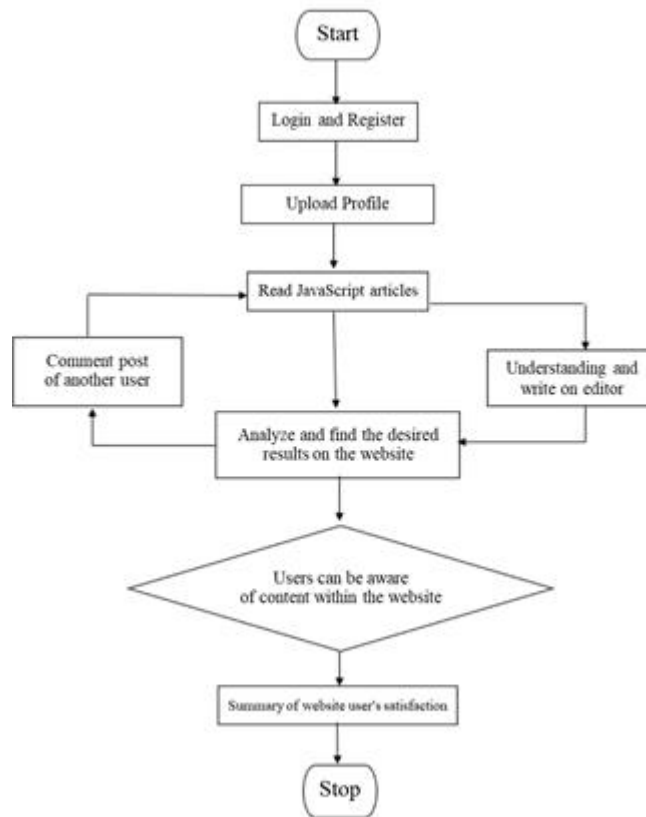 Start
Login and Register
Upload Profile
Read JavaScript articles
Comment post
of another user
Understanding and
write on editor
Analyze and find the desired
results on the website
Users can be aware
of content within the website
Summary of website user's satisfaction
Stop